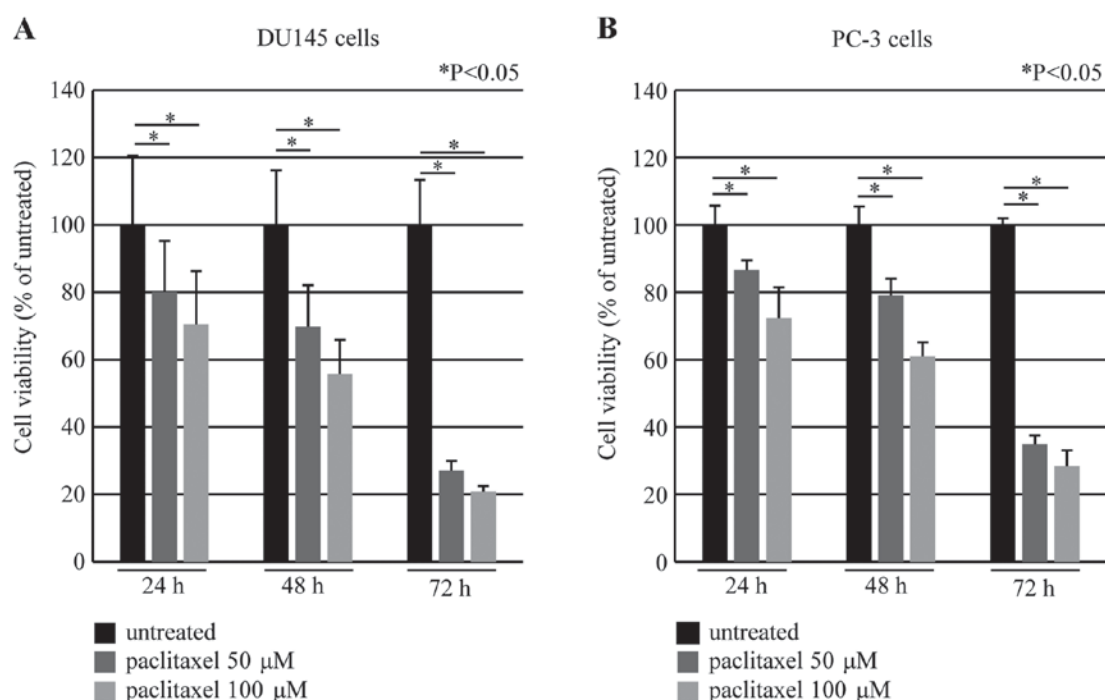 A
DU145 cells
*P<0.05
Cell viability (% of untreated)
140
120
100
80
60
40
20
0
* * * * * *
24 h 48 h 72 h
untreated
paclitaxel 50 μM
paclitaxel 100 μM
B
PC-3 cells
*P<0.05
Cell viability (% of untreated)
140
120
100
80
60
40
20
0
* * * * * *
24 h 48 h 72 h
untreated
paclitaxel 50 μM
paclitaxel 100 μM